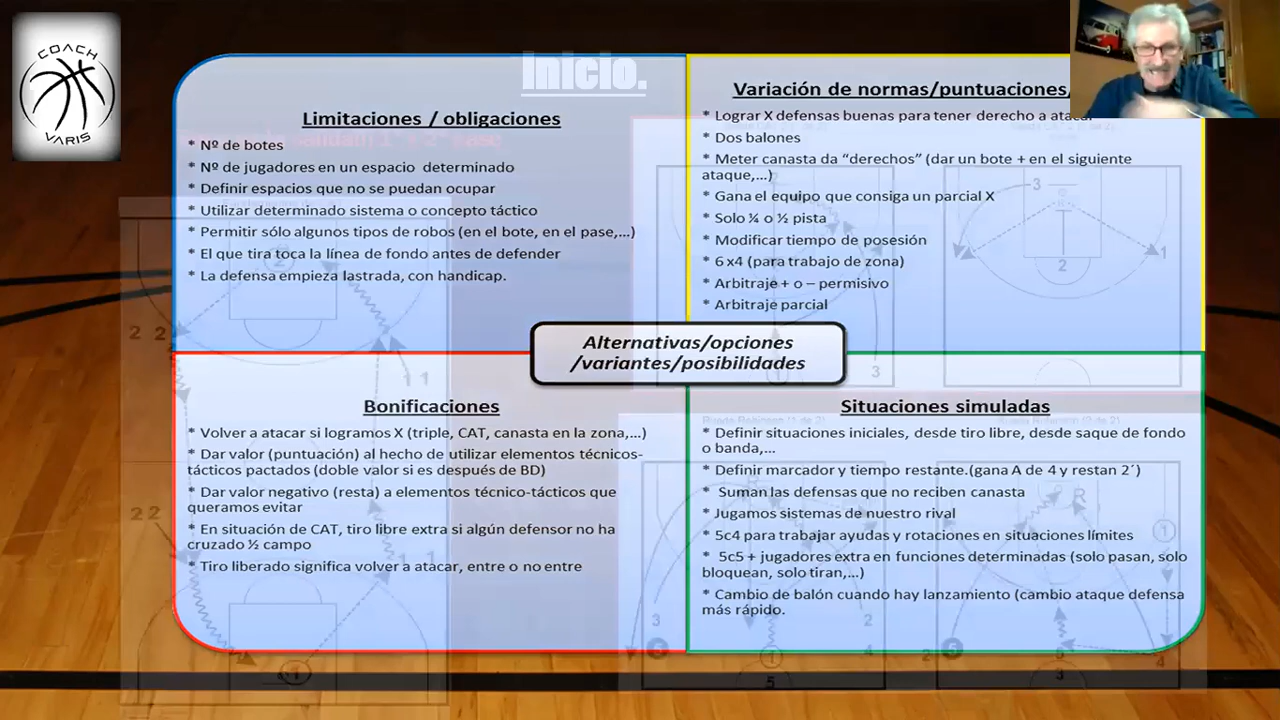 COACH
VARIS
Inicio.
Limitaciones / obligaciones
* Nº de botes
* Nº de jugadores en un espacio determinado
* Definir espacios que no se puedan ocupar
* Utilizar determinado sistema o concepto táctico
* Permitir sólo algunos tipos de robos (en el bote, en el pase,...)
* El que tira toca la línea de fondo antes de defender
* La defensa empieza lastrada, con handicap.
Variación de normas/puntuaciones/
* Lograr X defensas buenas para tener derecho a atacar
* Dos balones
* Meter canasta da “derechos” (dar un bote + en el siguiente
ataque,...)
* Gana el equipo que consiga un parcial X
* Solo ¼ o ½ pista
* Modificar tiempo de posesión
* 6 x4 (para trabajo de zona)
* Arbitraje + o – permisivo
* Arbitraje parcial
Alternativas/opciones
/variantes/posibilidades
Bonificaciones
* Volver a atacar si logramos X (triple, CAT, canasta en la zona,...)
* Dar valor (puntuación) al hecho de utilizar elementos técnicos-
tácticos pactados (doble valor si es después de BD)
* Dar valor negativo (resta) a elementos técnico-tácticos que
queramos evitar
* En situación de CAT, tiro libre extra si algún defensor no ha
cruzado ½ campo
* Tiro liberado significa volver a atacar, entre o no entre
Situaciones simuladas
* Definir situaciones iniciales, desde tiro libre, desde saque de fondo
o banda,...
* Definir marcador y tiempo restante.(gana A de 4 y restan 2´)
* Suman las defensas que no reciben canasta
* Jugamos sistemas de nuestro rival
* 5c4 para trabajar ayudas y rotaciones en situaciones límites
* 5c5 + jugadores extra en funciones determinadas (solo pasan, solo
bloquean, solo tiran,...)
* Cambio de balón cuando hay lanzamiento (cambio ataque defensa
más rápido.